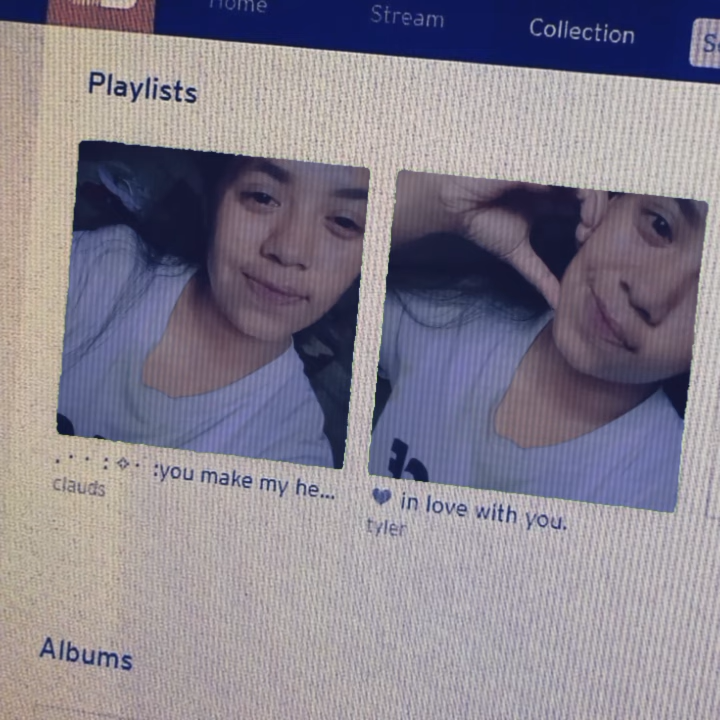 Home
Stream
Collection
Playlists
. · · : ✧ · :you make my he...
clauds
♥ in love with you.
tyler
Albums